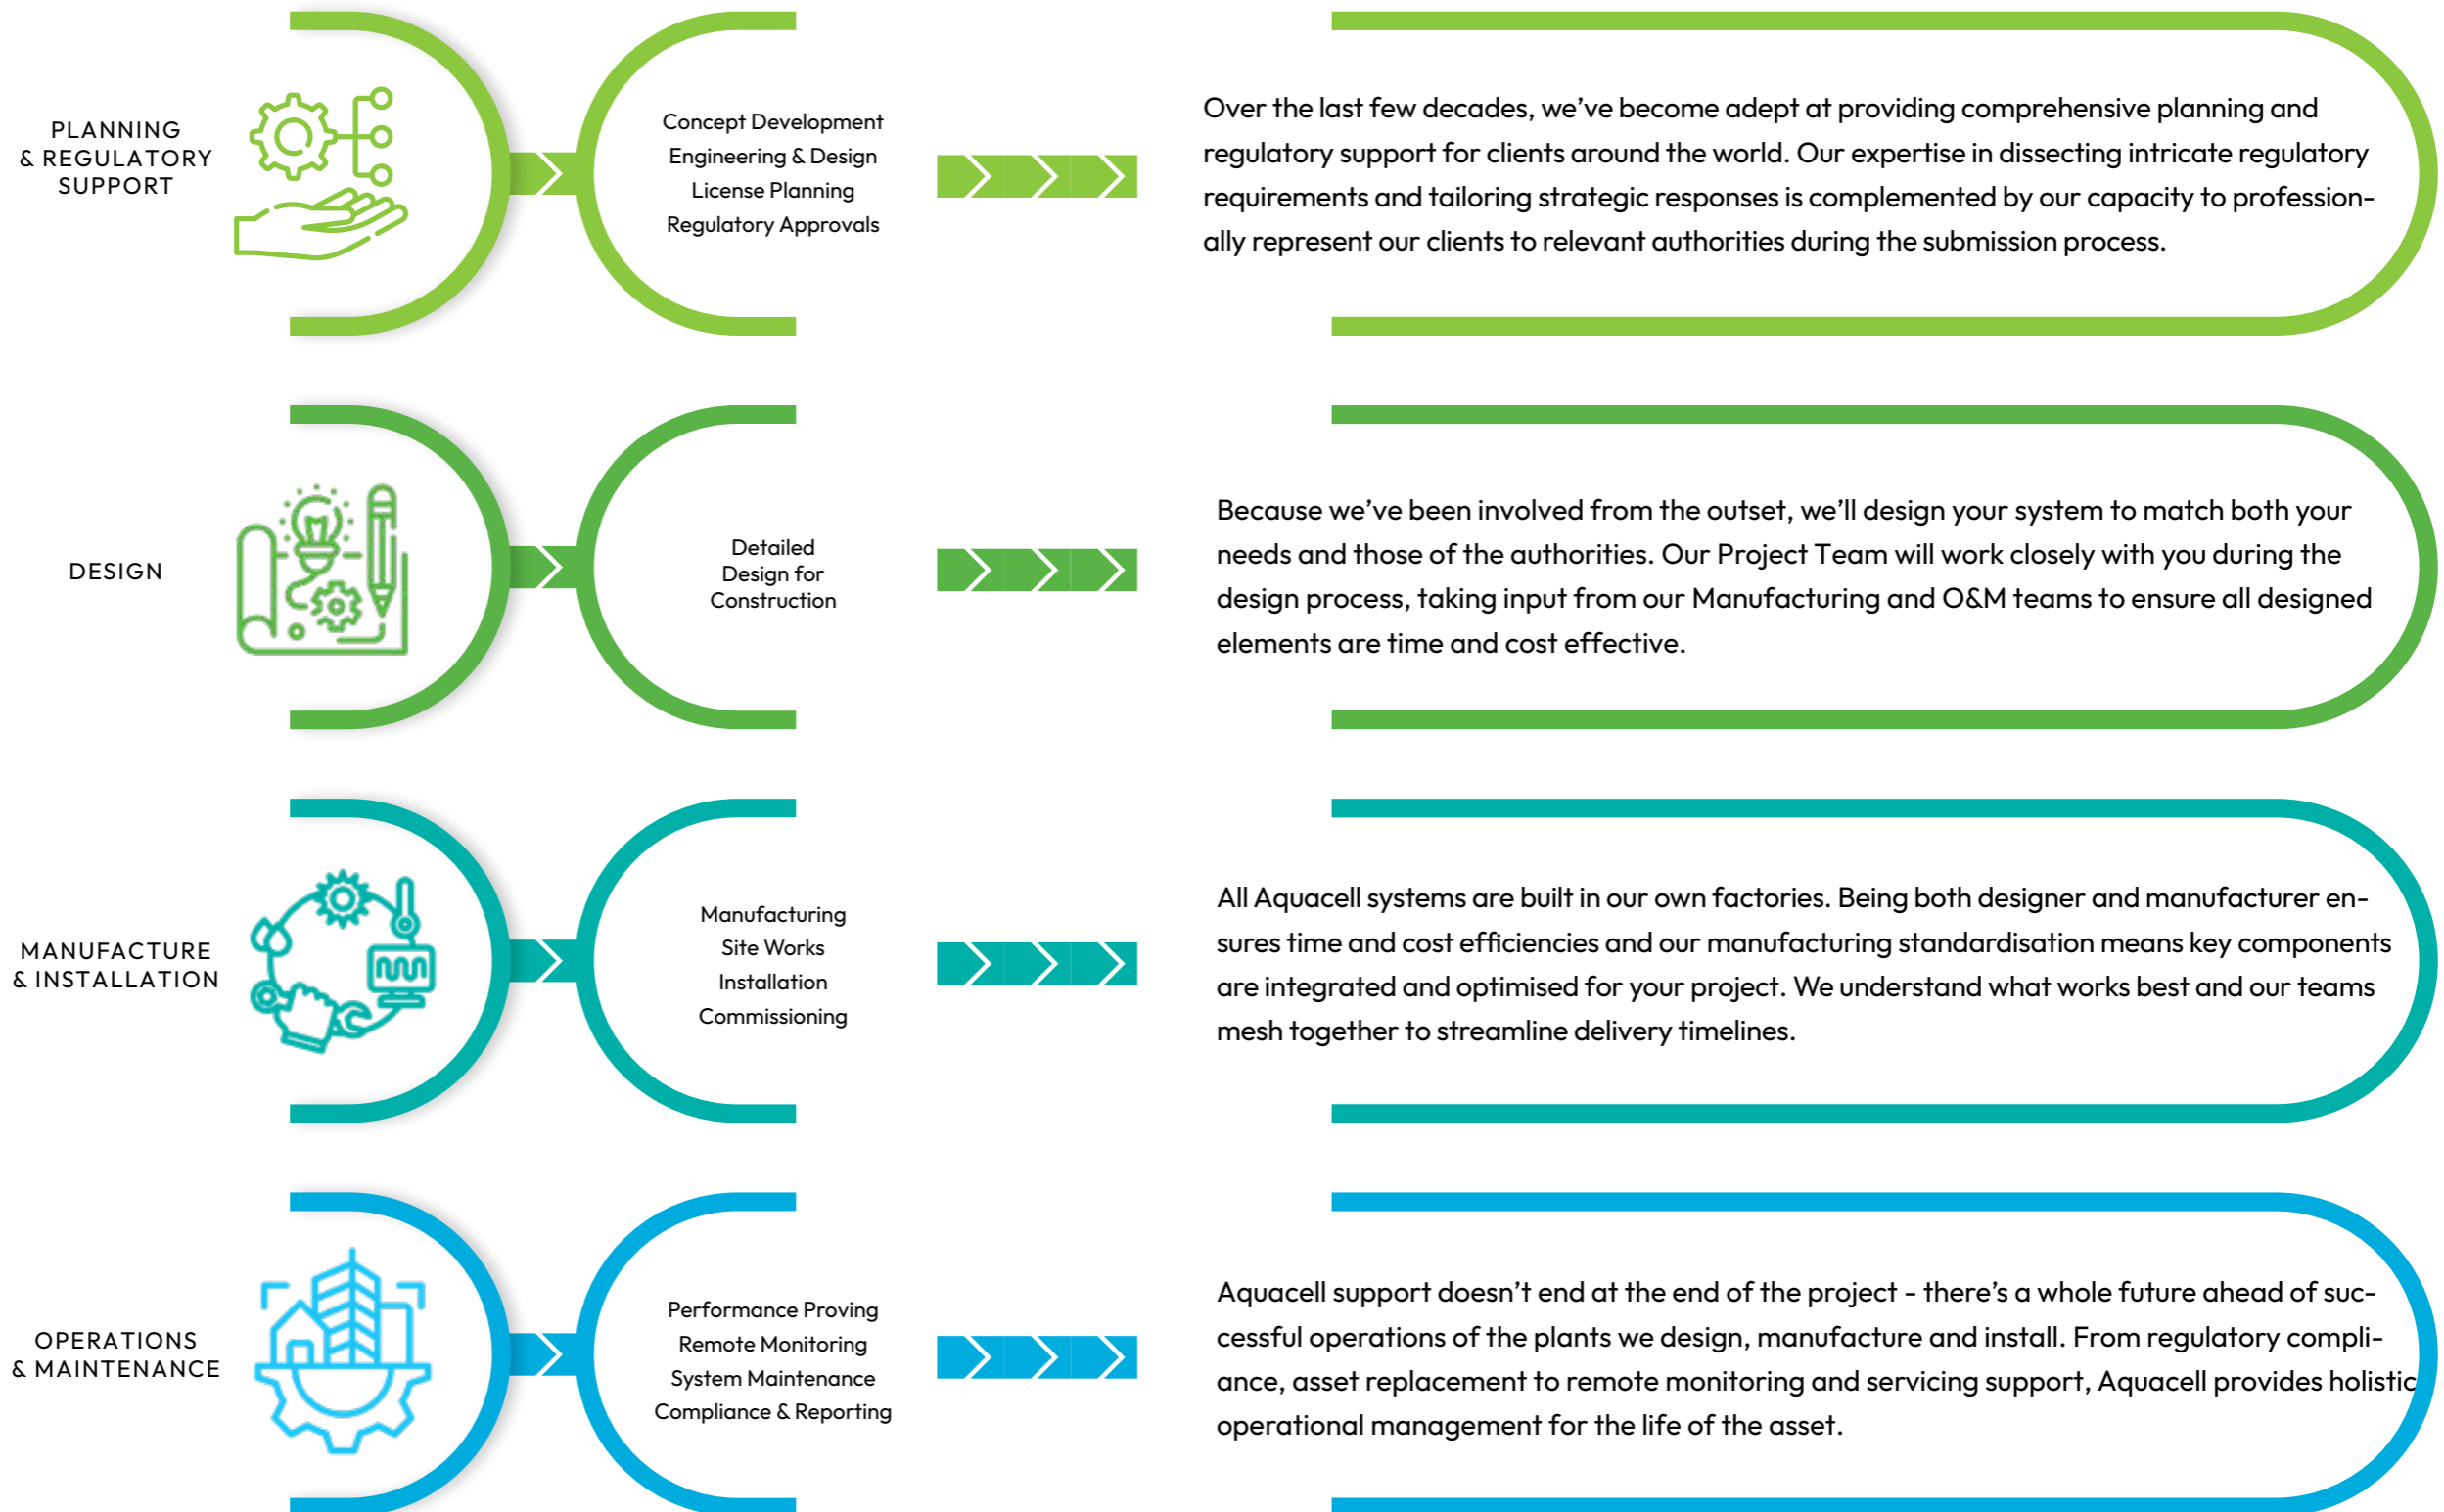 PLANNING
& REGULATORY
SUPPORT
Concept Development
Engineering & Design
License Planning
Regulatory Approvals
Over the last few decades, we’ve become adept at providing comprehensive planning and
regulatory support for clients around the world. Our expertise in dissecting intricate regulatory
requirements and tailoring strategic responses is complemented by our capacity to profession-
ally represent our clients to relevant authorities during the submission process.
DESIGN
Detailed
Design for
Construction
Because we’ve been involved from the outset, we’ll design your system to match both your
needs and those of the authorities. Our Project Team will work closely with you during the
design process, taking input from our Manufacturing and O&M teams to ensure all designed
elements are time and cost effective.
MANUFACTURE
& INSTALLATION
Manufacturing
Site Works
Installation
Commissioning
All Aquacell systems are built in our own factories. Being both designer and manufacturer en-
sures time and cost efficiencies and our manufacturing standardisation means key components
are integrated and optimised for your project. We understand what works best and our teams
mesh together to streamline delivery timelines.
OPERATIONS
& MAINTENANCE
Performance Proving
Remote Monitoring
System Maintenance
Compliance & Reporting
Aquacell support doesn’t end at the end of the project - there’s a whole future ahead of suc-
cessful operations of the plants we design, manufacture and install. From regulatory compli-
ance, asset replacement to remote monitoring and servicing support, Aquacell provides holistic
operational management for the life of the asset.